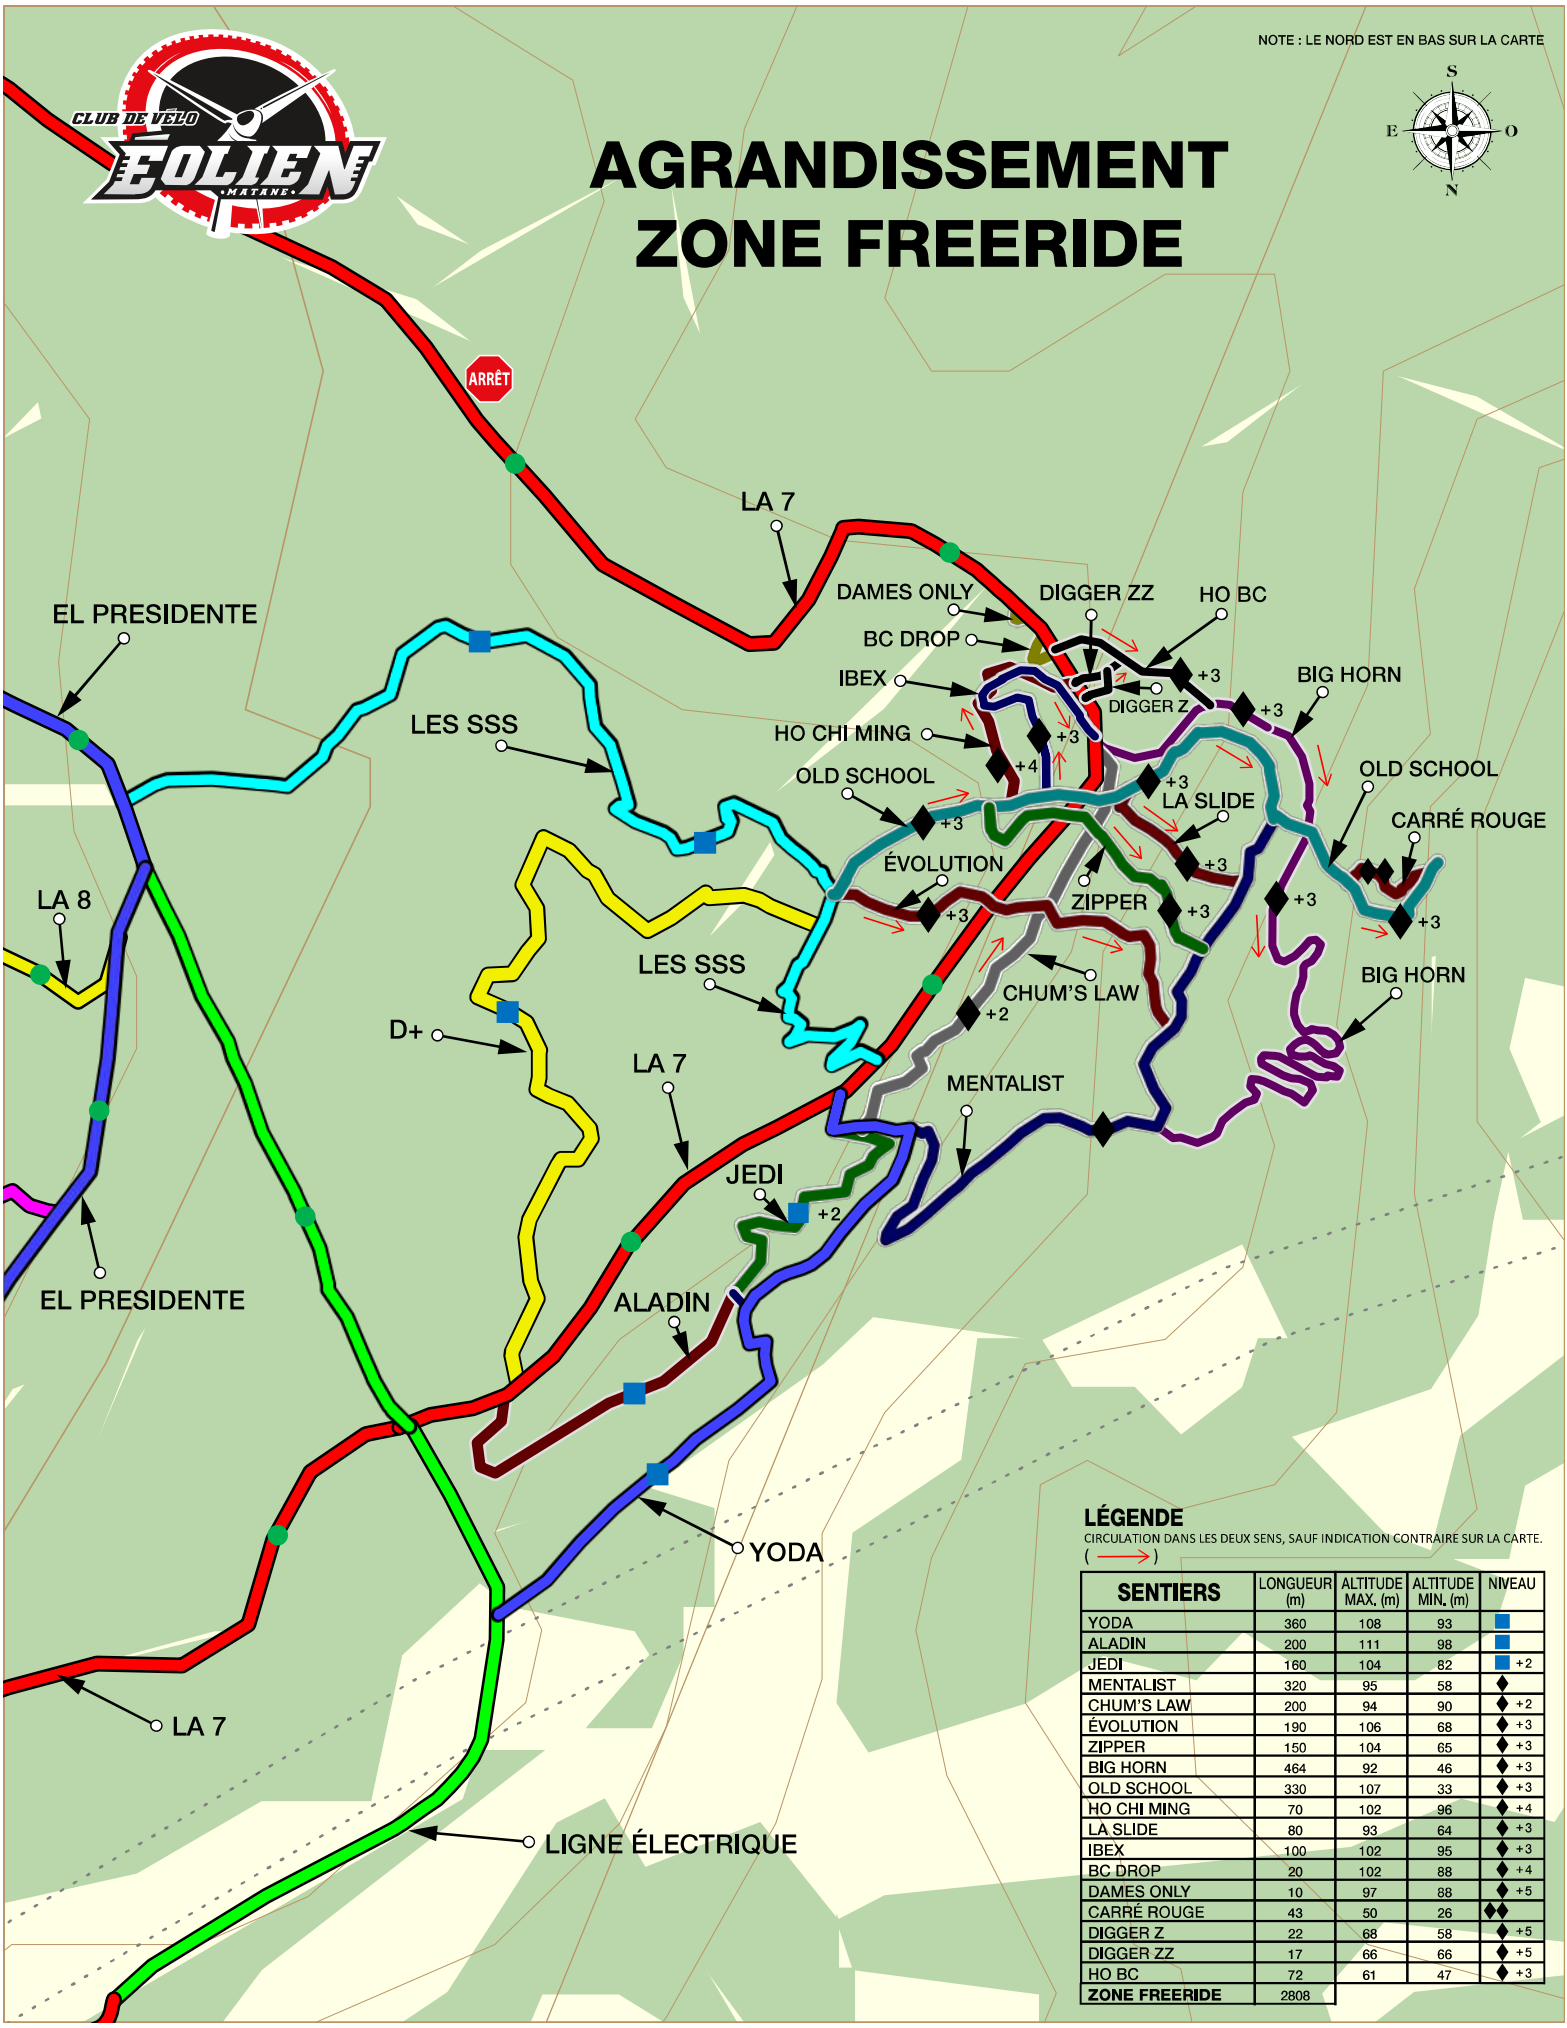 NOTE : LE NORD EST EN BAS SUR LA CARTE
S
E
O
N
CLUB DE VÉLO
ÉOLIEN
• MATANE •
AGRANDISSEMENT
ZONE FREERIDE
ARRÊT
LA 7
DAMES ONLY
DIGGER ZZ
HO BC
EL PRESIDENTE
BC DROP
IBEX
+3
BIG HORN
DIGGER Z
+3
LES SSS
HO CHI MING
+3
+4
OLD SCHOOL
OLD SCHOOL
+3
LA SLIDE
+3
CARRÉ ROUGE
ÉVOLUTION
+3
LA 8
ZIPPER
+3
+3
+3
+3
LES SSS
BIG HORN
CHUM'S LAW
D+
+2
LA 7
MENTALIST
JEDI
+2
EL PRESIDENTE
ALADIN
YODA
LA 7
LIGNE ÉLECTRIQUE
LÉGENDE
CIRCULATION DANS LES DEUX SENS, SAUF INDICATION CONTRAIRE SUR LA CARTE.
( )
SENTIERS LONGUEUR (m) ALTITUDE MAX. (m) ALTITUDE MIN. (m) NIVEAU
YODA 360 108 93
ALADIN 200 111 98
JEDI 160 104 82 +2
MENTALIST 320 95 58
CHUM'S LAW 200 94 90 +2
ÉVOLUTION 190 106 68 +3
ZIPPER 150 104 65 +3
BIG HORN 464 92 46 +3
OLD SCHOOL 330 107 33 +3
HO CHI MING 70 102 96 +4
LA SLIDE 80 93 64 +3
IBEX 100 102 95 +3
BC DROP 20 102 88 +4
DAMES ONLY 10 97 88 +5
CARRÉ ROUGE 43 50 26
DIGGER Z 22 68 58 +5
DIGGER ZZ 17 66 66 +5
HO BC 72 61 47 +3
ZONE FREERIDE 2808